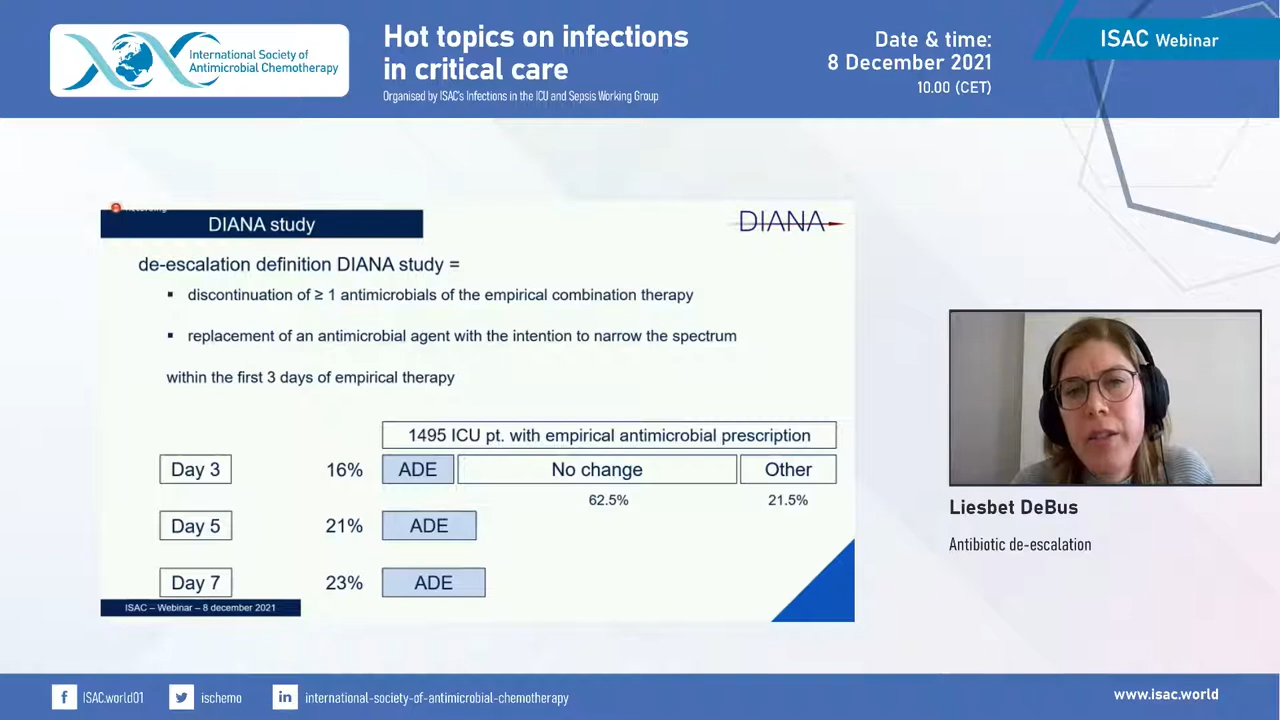 International Society of
Antimicrobial Chemotherapy
Hot topics on infections
in critical care
Organised by ISAC's Infections in the ICU and Sepsis Working Group
Date & time:
8 December 2021
10.00 (CET)
ISAC Webinar
DIANA study
DIANA
de-escalation definition DIANA study =
▪ discontinuation of ≥ 1 antimicrobials of the empirical combination therapy
▪ replacement of an antimicrobial agent with the intention to narrow the spectrum
within the first 3 days of empirical therapy
1495 ICU pt. with empirical antimicrobial prescription
Day 3 16% ADE No change Other
62.5% 21.5%
Day 5 21% ADE
Day 7 23% ADE
ISAC – Webinar – 8 december 2021
Liesbet DeBus
Antibiotic de-escalation
ISAC.world01 ischemo international-society-of-antimicrobial-chemotherapy
www.isac.world